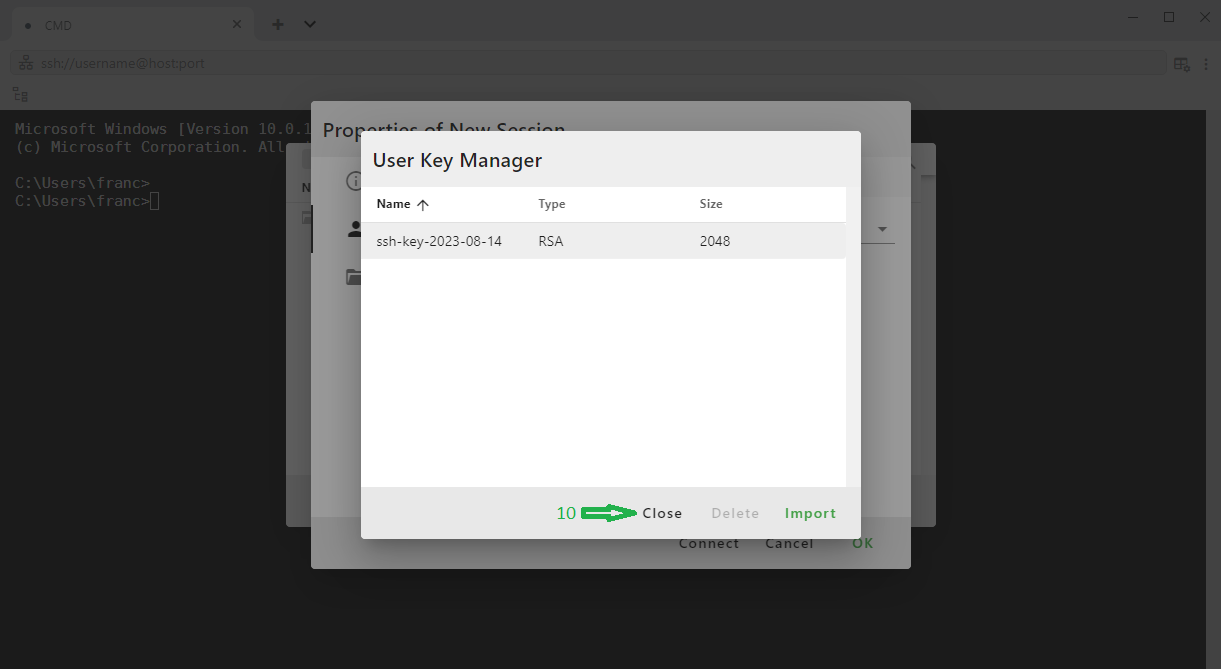 CMD
ssh://username@host:port
Microsoft Windows [Version 10.0.1
(c) Microsoft Corporation. All
C:\Users\franc>
C:\Users\franc>
Properties of New Session
N
User Key Manager
Name Type Size
ssh-key-2023-08-14 RSA 2048
10 Close Delete Import
Connect Cancel OK